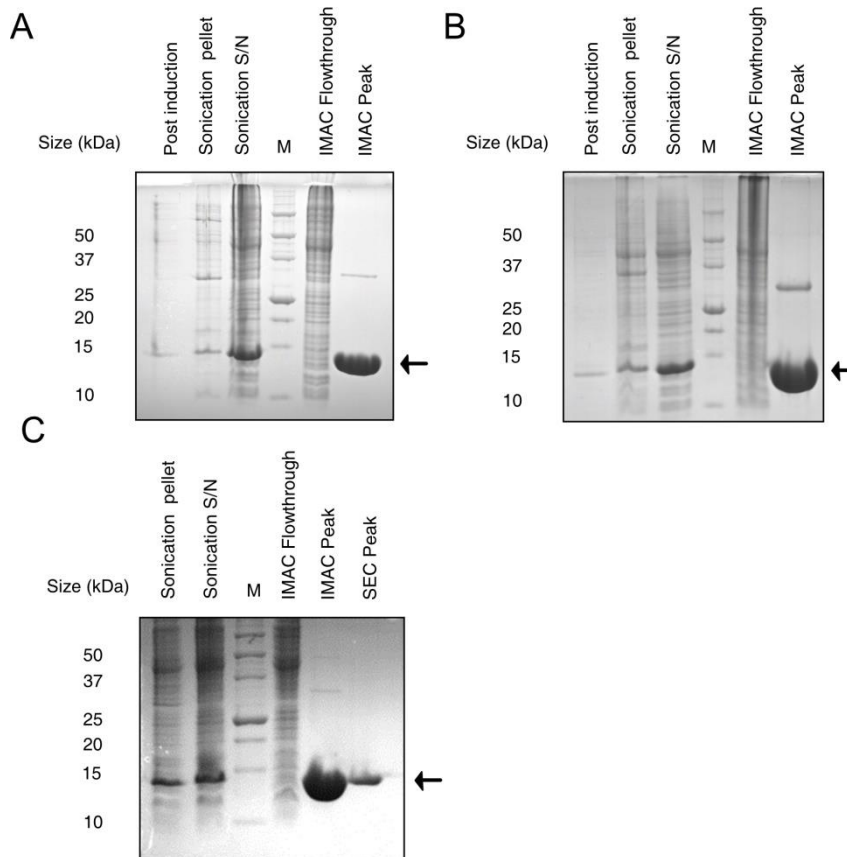 A
Size (kDa)
Post induction
Sonication pellet
Sonication S/N
M
IMAC Flowthrough
IMAC Peak
50
37
25
20
15
10
B
Size (kDa)
Post induction
Sonication pellet
Sonication S/N
M
IMAC Flowthrough
IMAC Peak
50
37
25
20
15
10
C
Size (kDa)
Sonication pellet
Sonication S/N
M
IMAC Flowthrough
IMAC Peak
SEC Peak
50
37
25
20
15
10